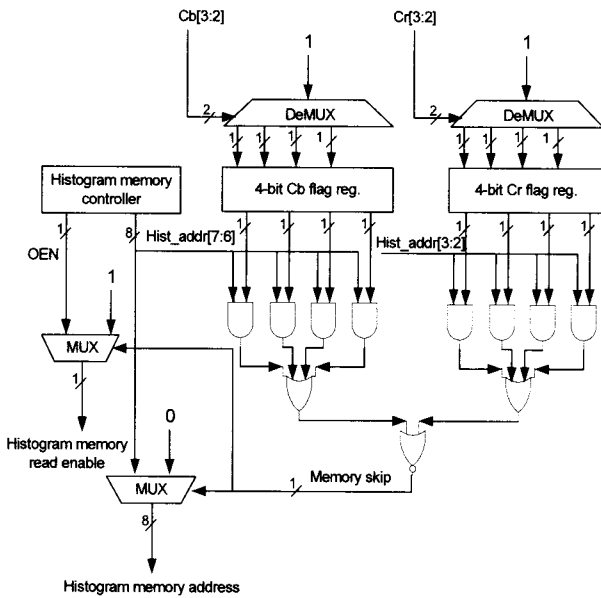 Cb[3:2]
Cr[3:2]
1
1
2
DeMUX
2
DeMUX
1 1 1 1
1 1 1 1
Histogram memory
controller
4-bit Cb flag reg.
4-bit Cr flag reg.
1
8
1 1 1 1
1 1 1 1
OEN
Hist_addr[7:6]
Hist_addr[3:2]
1
MUX
1
Histogram memory
read enable
0
MUX
1
Memory skip
8
Histogram memory address